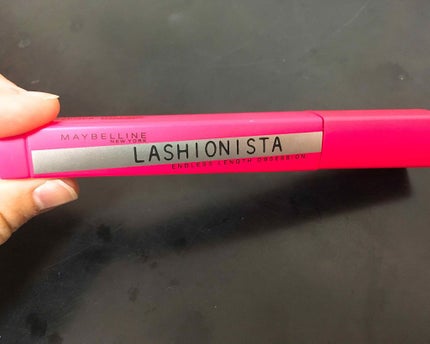 MAYBELLINE
NEW YORK
LASHIONISTA
ENDLESS LENGTH OBSESSION